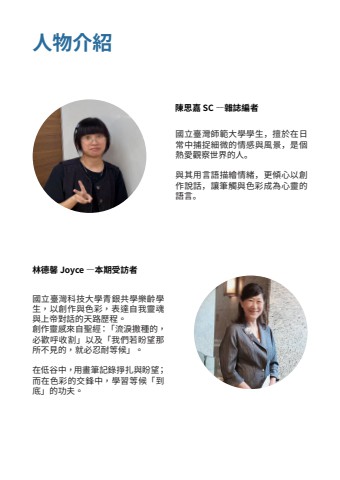 人物介紹
陳思嘉 SC —雜誌編者
國立臺灣師範大學學生，擅於在日
常中捕捉細微的情感與風景，是個
熱愛觀察世界的人。
與其用言語描繪情緒，更傾心以創
作說話，讓筆觸與色彩成為心靈的
語言。
林德馨 Joyce —本期受訪者
國立臺灣科技大學青銀共學樂齡學
生，以創作與色彩，表達自我靈魂
與上帝對話的天路歷程。
創作靈感來自聖經：「流淚撒種的，
必歡呼收割」以及「我們若盼望那
所不見的，就必忍耐等候」。
在低谷中，用畫筆記錄掙扎與盼望；
而在色彩的交鋒中，學習等候「到
底」的功夫。